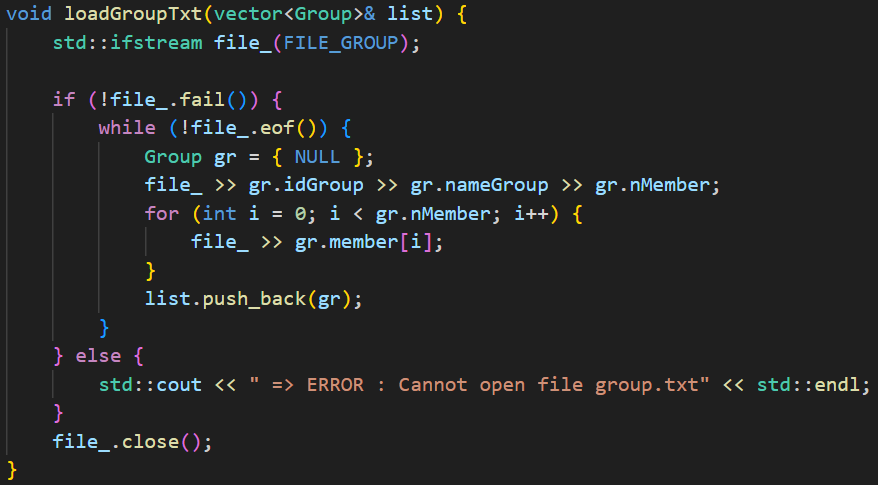 void loadGroupTxt(vector<Group>& list) {
    std::ifstream file_(FILE_GROUP);

    if (!file_.fail()) {
        while (!file_.eof()) {
            Group gr = { NULL };
            file_ >> gr.idGroup >> gr.nameGroup >> gr.nMember;
            for (int i = 0; i < gr.nMember; i++) {
                file_ >> gr.member[i];
            }
            list.push_back(gr);
        }
    } else {
        std::cout << " => ERROR : Cannot open file group.txt" << std::endl;
    }
    file_.close();
}